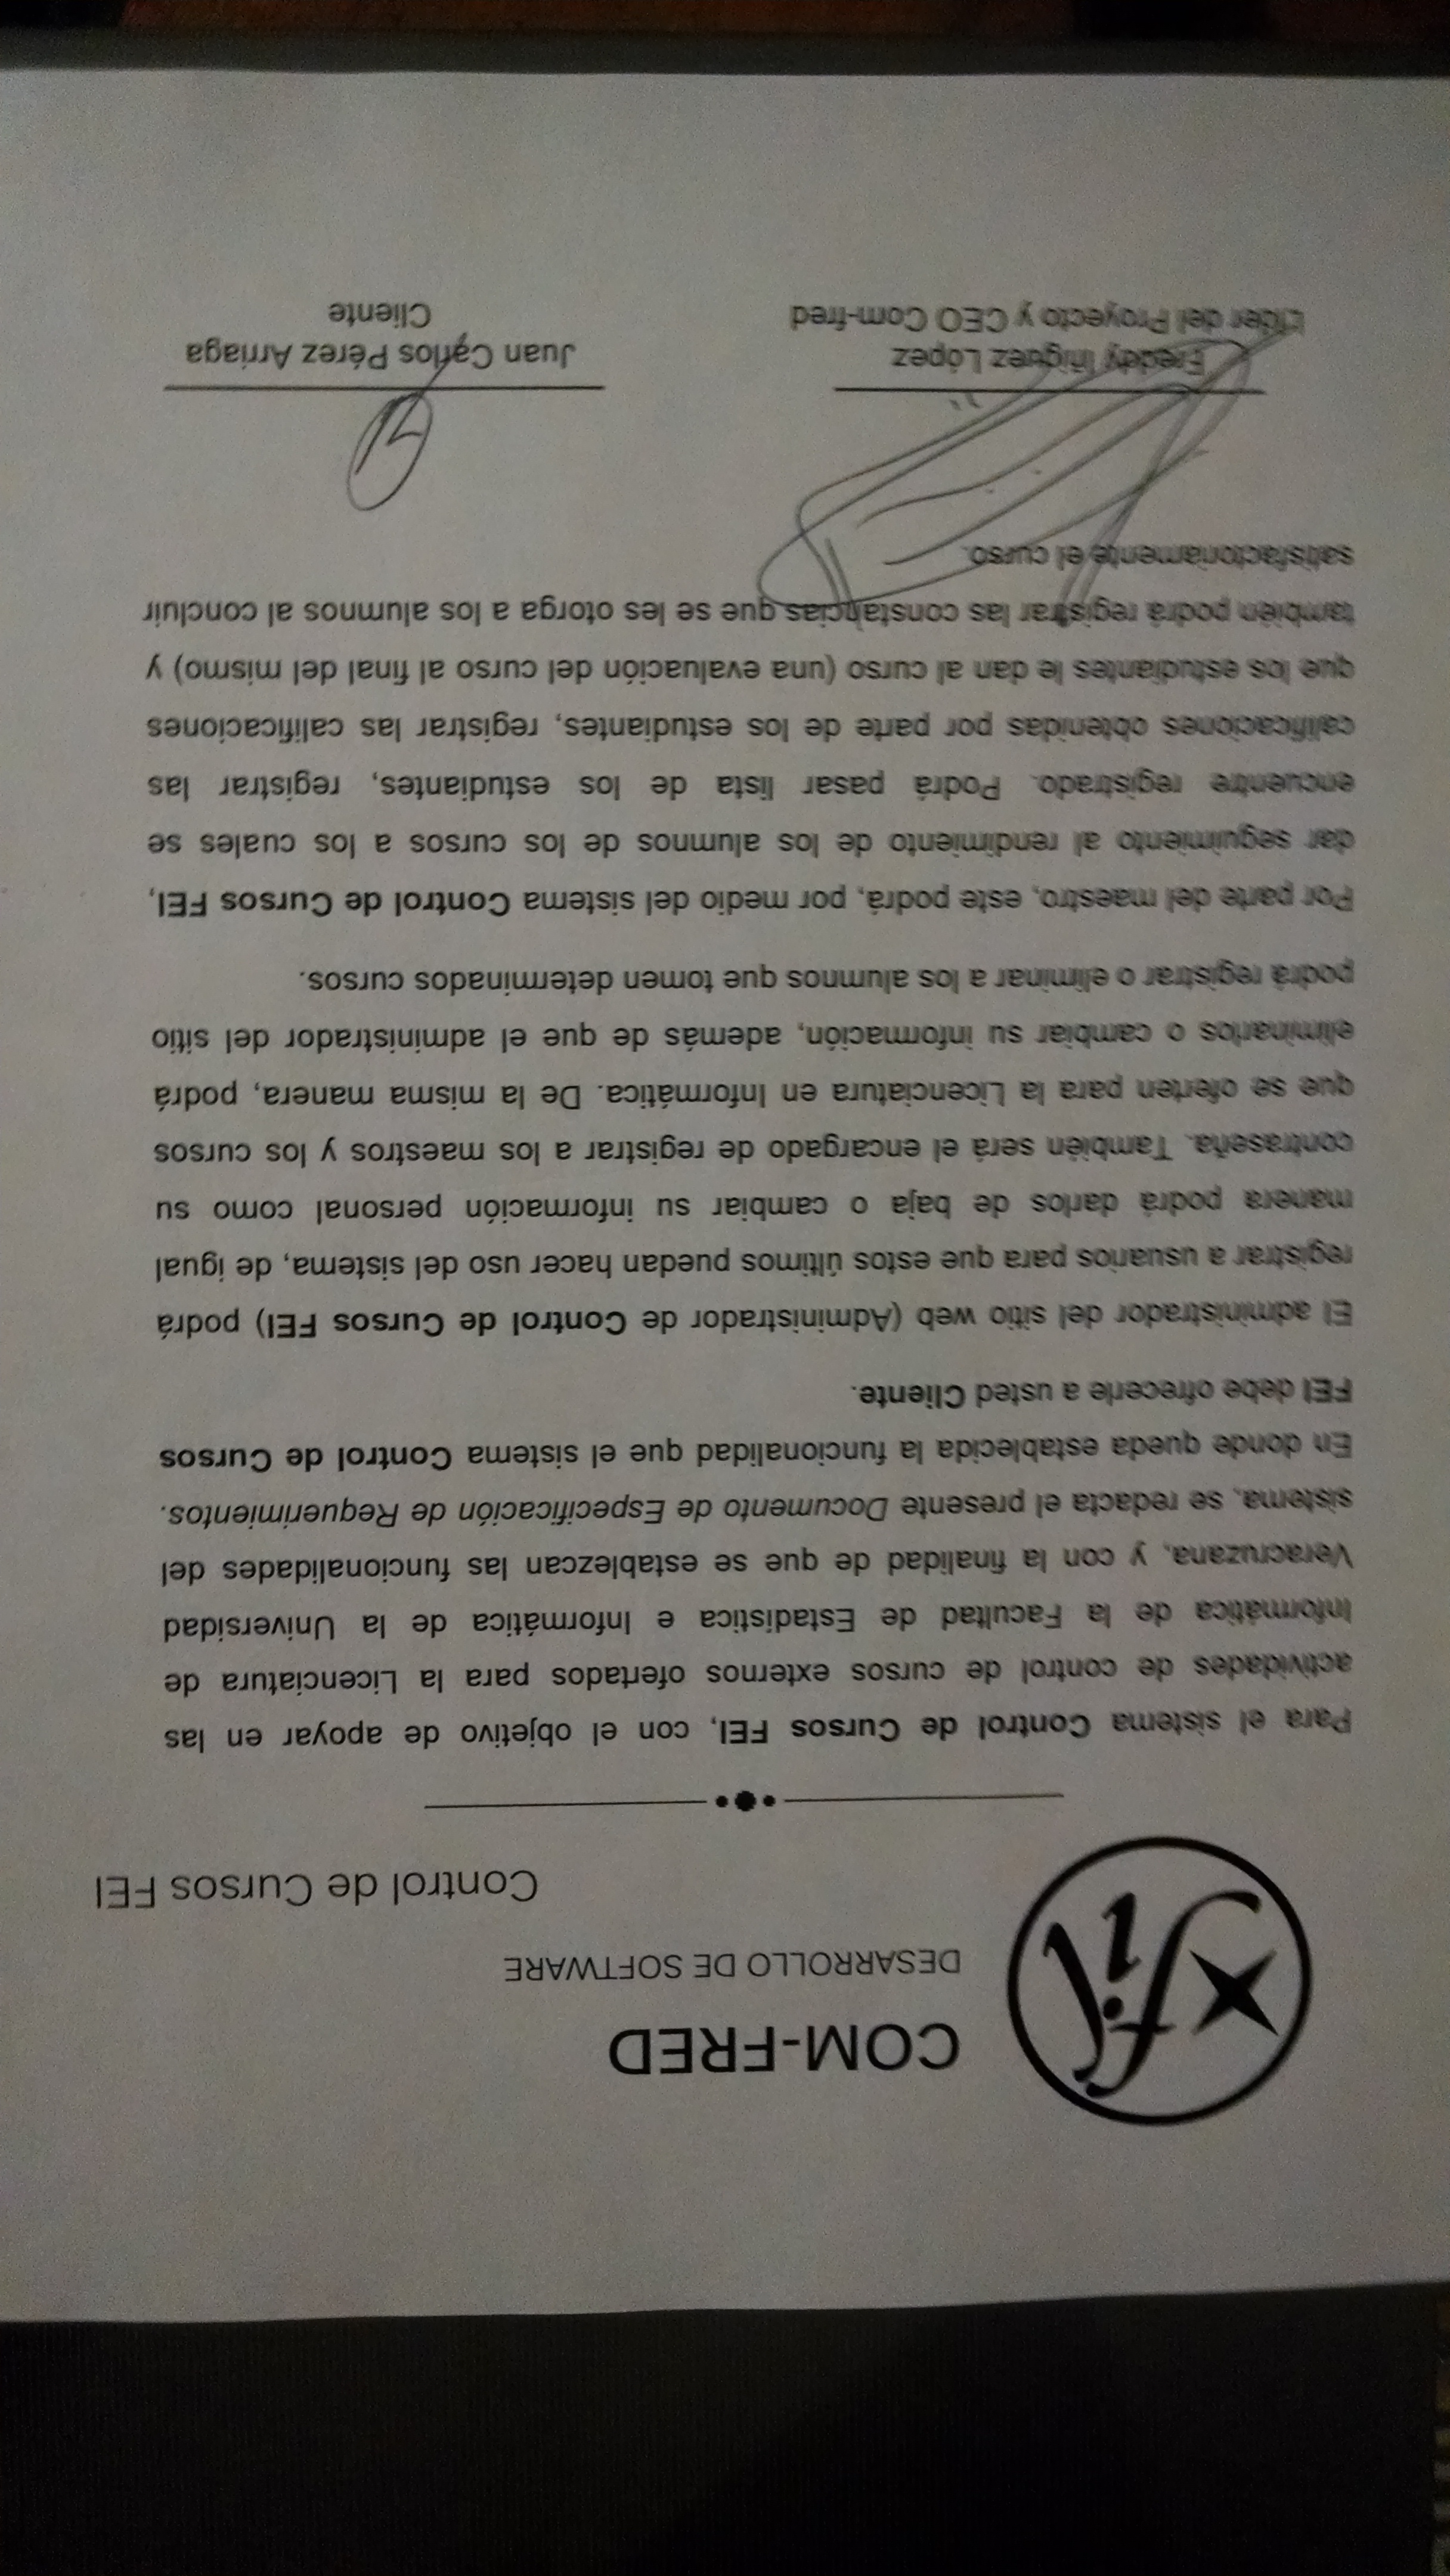 fil
COM-FRED
DESARROLLO DE SOFTWARE
Control de Cursos FEI
Para el sistema Control de Cursos FEI, con el objetivo de apoyar en las
actividades de control de cursos externos ofertados para la Licenciatura de
Informática de la Facultad de Estadística e Informática de la Universidad
Veracruzana, y con la finalidad de que se establezcan las funcionalidades del
sistema, se redacta el presente Documento de Especificación de Requerimientos.
En donde queda establecida la funcionalidad que el sistema Control de Cursos
FEI debe ofrecerle a usted Cliente.
El administrador del sitio web (Administrador de Control de Cursos FEI) podrá
registrar a usuarios para que estos últimos puedan hacer uso del sistema, de igual
manera podrá darlos de baja o cambiar su información personal como su
contraseña. También será el encargado de registrar a los maestros y los cursos
que se oferten para la Licenciatura en Informática. De la misma manera, podrá
eliminarlos o cambiar su información, además de que el administrador del sitio
podrá registrar o eliminar a los alumnos que tomen determinados cursos.
Por parte del maestro, este podrá, por medio del sistema Control de Cursos FEI,
dar seguimiento al rendimiento de los alumnos de los cursos a los cuales se
encuentre registrado. Podrá pasar lista de los estudiantes, registrar las
calificaciones obtenidas por parte de los estudiantes, registrar las calificaciones
que los estudiantes le dan al curso (una evaluación del curso al final del mismo) y
también podrá registrar las constancias que se les otorga a los alumnos al concluir
satisfactoriamente el curso.
Freddy Íñiguez López
Líder del Proyecto y CEO Com-fred
Juan Carlos Pérez Arriaga
Cliente